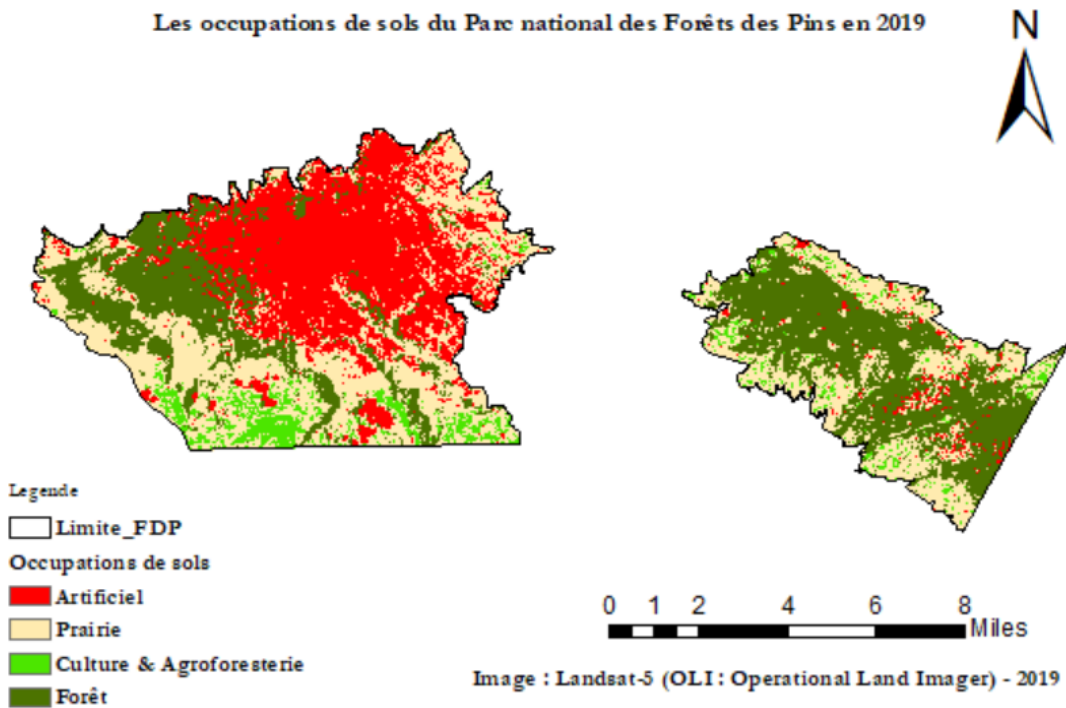 Les occupations de sols du Parc national des Forêts des Pins en 2019
N
Legende
Limite_FDP
Occupations de sols
Artificiel
Prairie
Culture & Agroforesterie
Forêt
0 1 2 4 6 8
Miles
Image : Landsat-5 (OLI : Operational Land Imager) - 2019